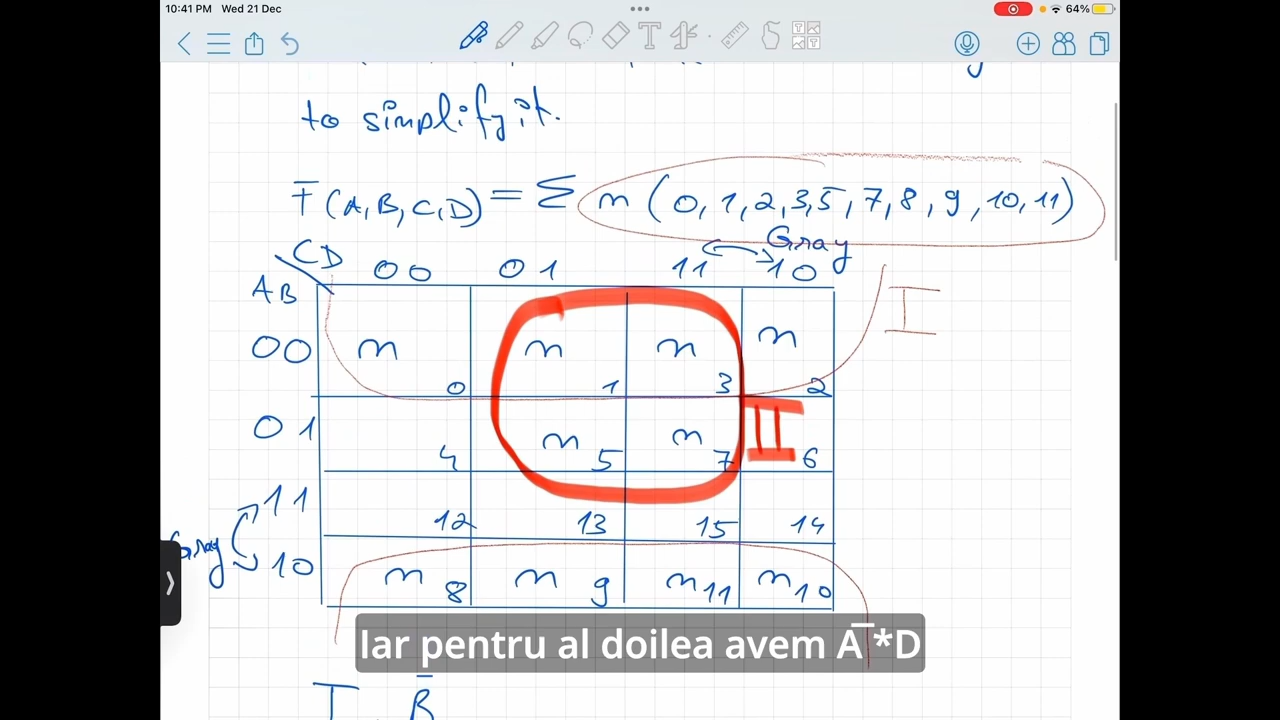 10:41 PM Wed 21 Dec
64%
to simplify it.
F̄(A,B,C,D) = Σ m (0,1,2,3,5,7,8,9,10,11)
Gray
CD 00 01 11 10
AB
I
00 m 0 m 1 m 3 m 2
01 4 m 5 m 7 II 6
11 12 13 15 14
Gray
10 m 8 m 9 m 11 m 10
Iar pentru al doilea avem A̅*D
I B̄